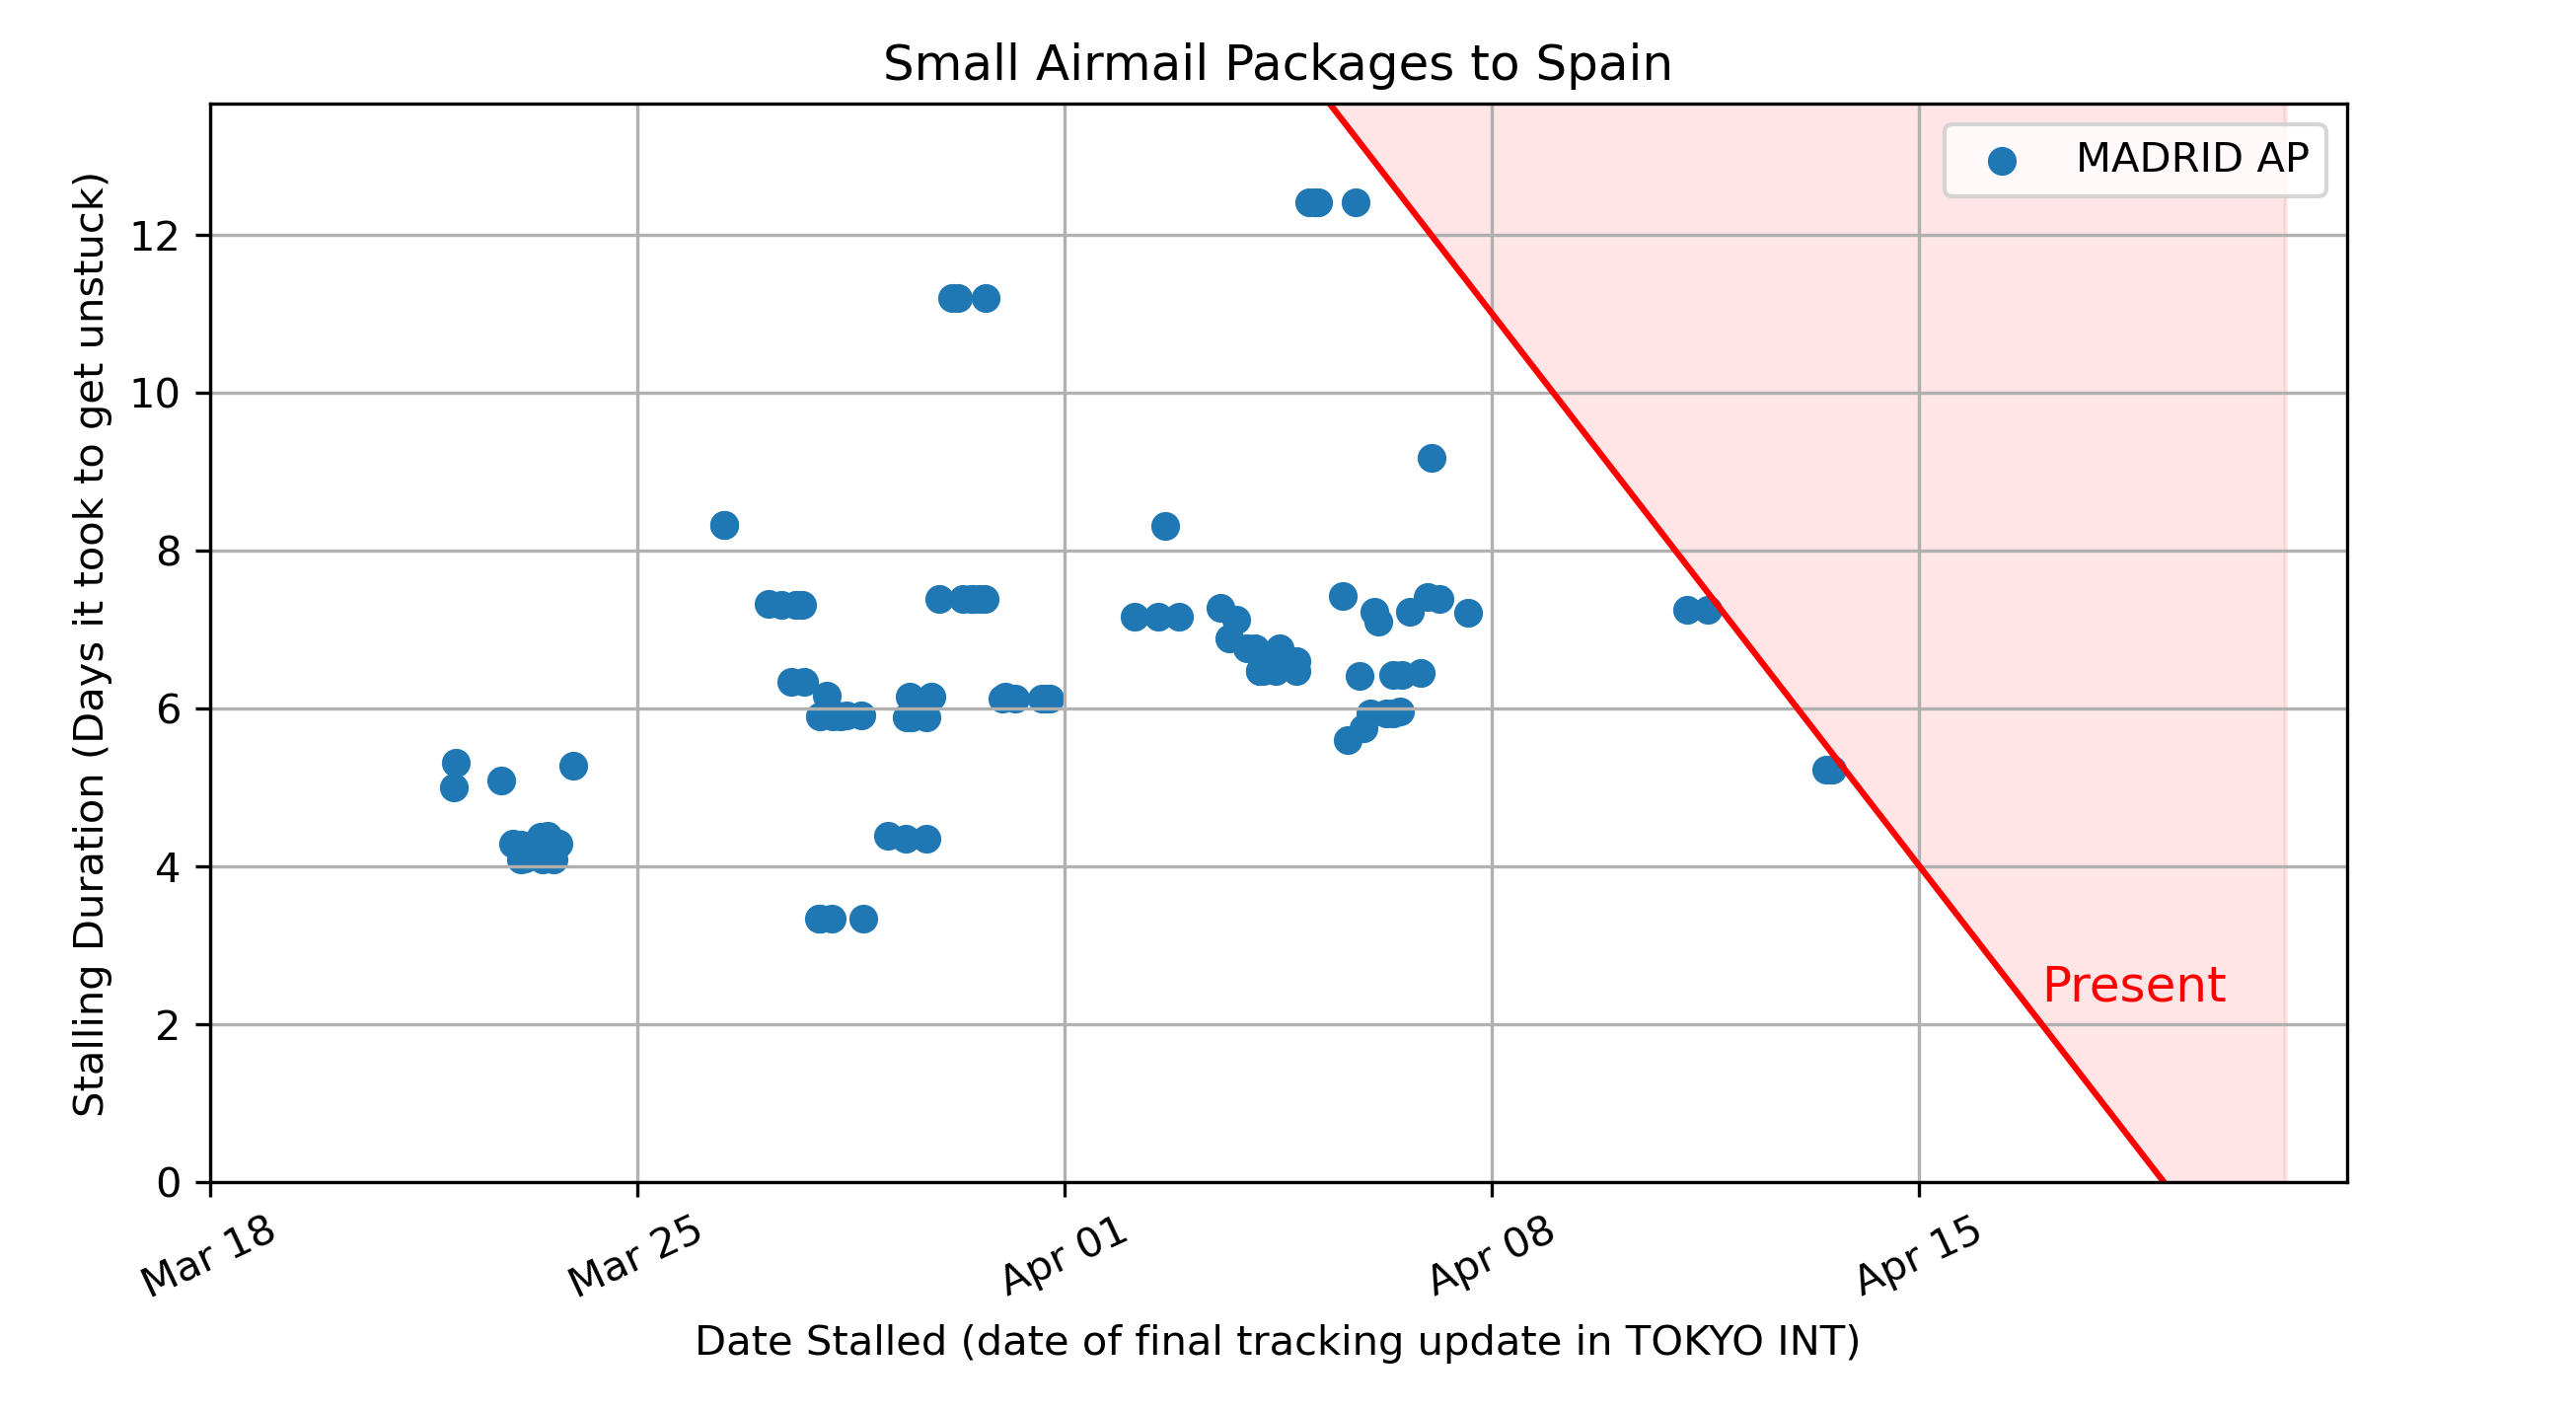 Small Airmail Packages to Spain
MADRID AP
Stalling Duration (Days it took to get unstuck)
12
10
8
6
4
2
0
Present
Mar 18
Mar 25
Apr 01
Apr 08
Apr 15
Date Stalled (date of final tracking update in TOKYO INT)